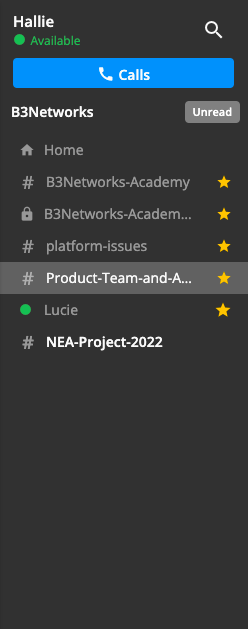 Hallie
Available
Calls
B3Networks
Unread
Home
# B3Networks-Academy
B3Networks-Academ...
# platform-issues
# Product-Team-and-A...
Lucie
# NEA-Project-2022